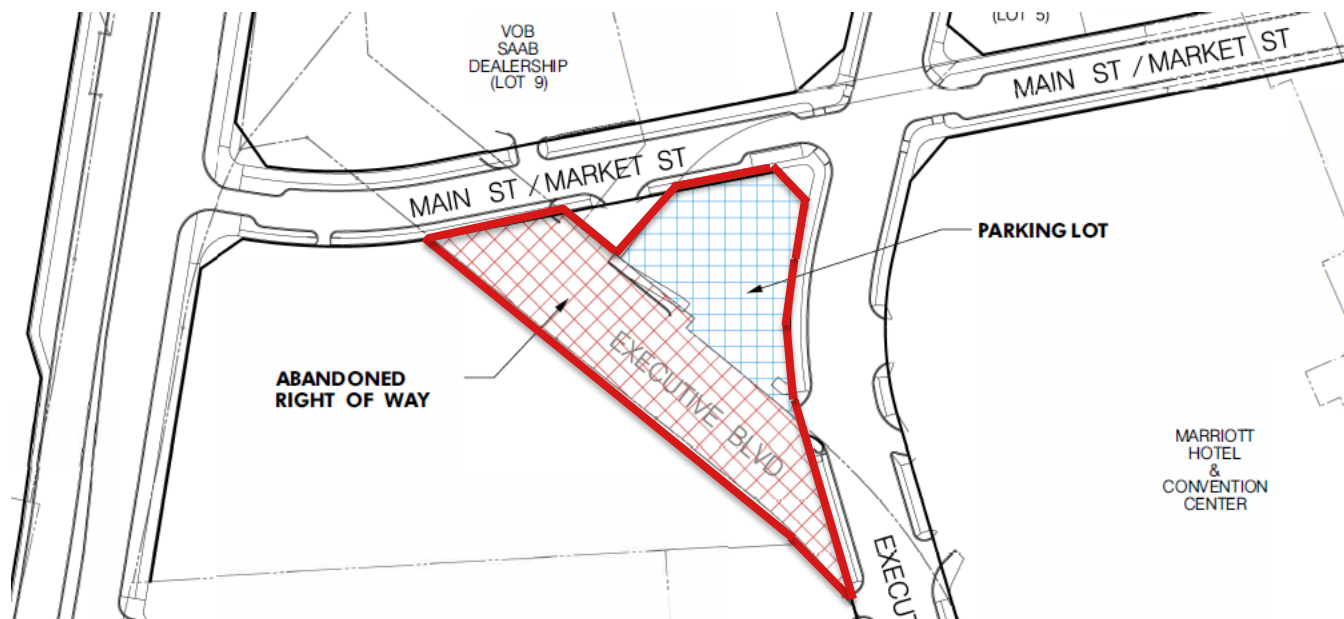 VOB
SAAB
DEALERSHIP
(LOT 9)
(LOT 5)
MAIN ST / MARKET ST
MAIN ST / MARKET ST
PARKING LOT
ABANDONED
RIGHT OF WAY
EXECUTIVE BLVD
MARRIOTT
HOTEL
&
CONVENTION
CENTER
EXECUT